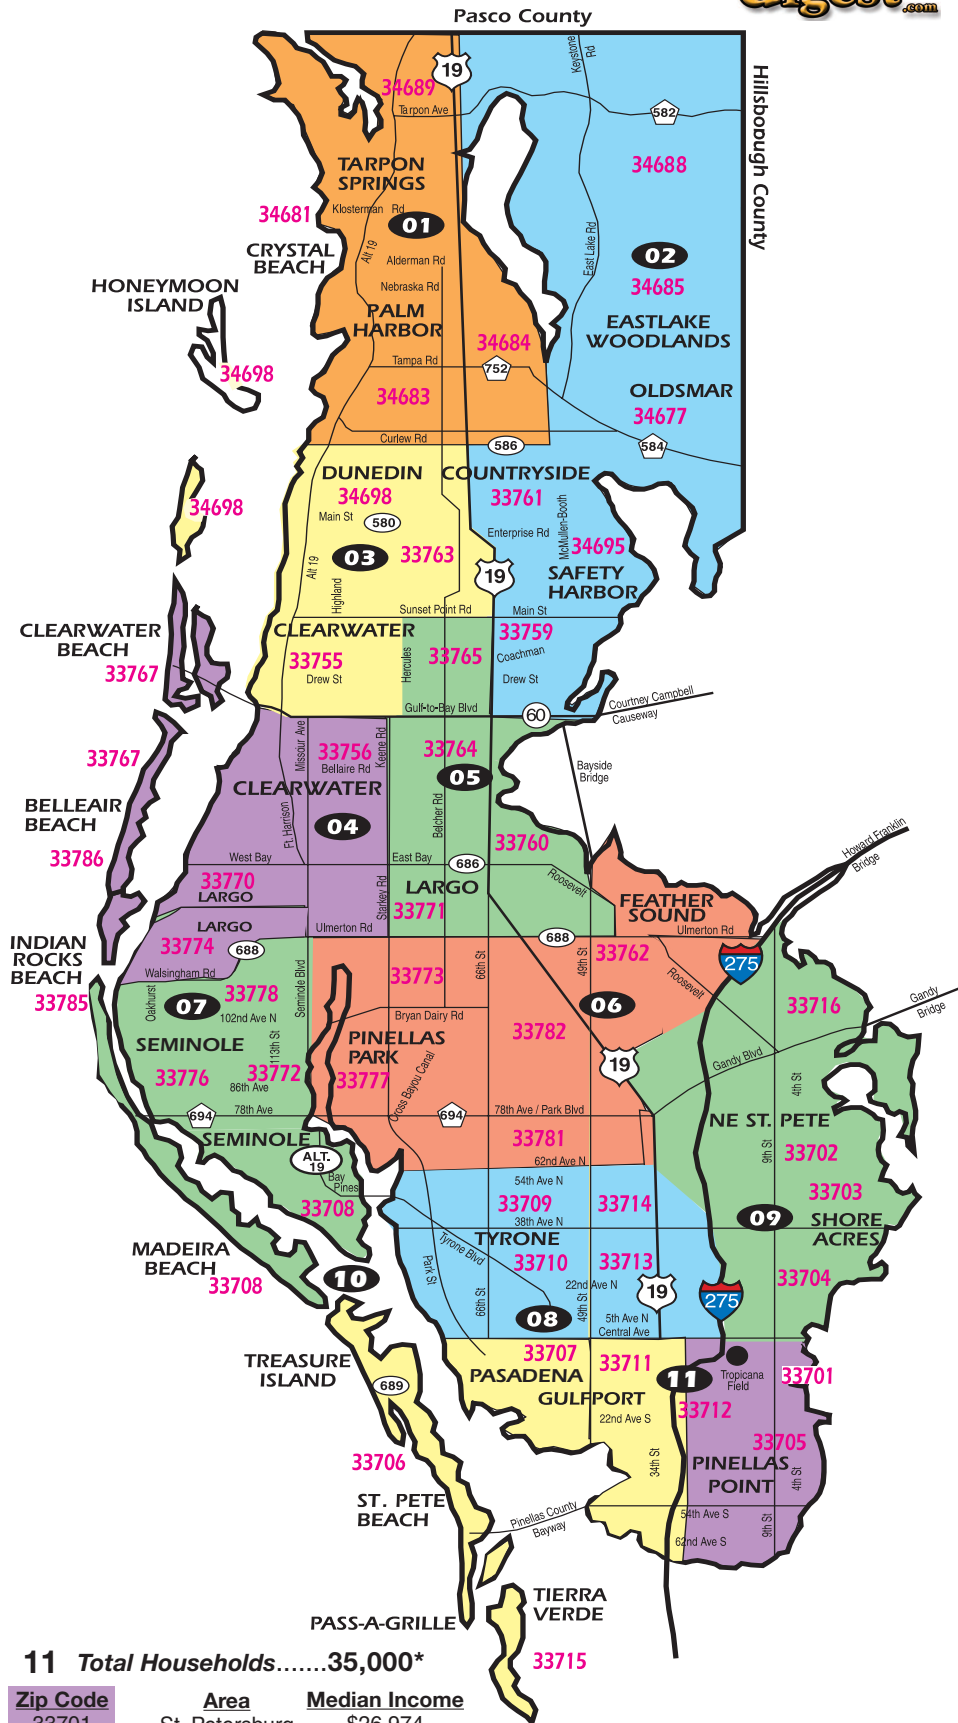 Digest.com
Pasco County
19
Keystone Rd
34689
Tarpon Ave
582
Hillsborough County
34688
TARPON
SPRINGS
34681
Klosterman Rd
01
CRYSTAL
BEACH
Alt 19
Alderman Rd
East Lake Rd
02
34685
HONEYMOON
ISLAND
Nebraska Rd
PALM
HARBOR
EASTLAKE
WOODLANDS
34684
34698
Tampa Rd
752
34683
OLDSMAR
34677
Curlew Rd
586
584
DUNEDIN
COUNTRYSIDE
34698
33761
34698
Main St
580
Enterprise Rd
McMullen-Booth
34695
03
33763
Alt 19
Highland
19
SAFETY
HARBOR
Sunset Point Rd
Main St
CLEARWATER
BEACH
33767
CLEARWATER
33759
33755
Hercules
33765
Coachman
Drew St
Drew St
Gulf-to-Bay Blvd
60
Courtney Campbell
Causeway
Missour Ave
33756
Keene Rd
33764
33767
Bellaire Rd
05
Bayside
Bridge
CLEARWATER
BELLEAIR
BEACH
Ft. Harrison
04
Belcher Rd
33760
Howard Franklin
Bridge
33786
West Bay
East Bay
686
Roosevelt
33770
LARGO
Starkey Rd
LARGO
33771
FEATHER
SOUND
LARGO
Ulmerton Rd
Ulmerton Rd
INDIAN
ROCKS
BEACH
33774
688
688
33762
275
33785
Walsingham Rd
Seminole Blvd
33773
66th St
49th St
Roosevelt
Oakhurst
07
33778
06
33716
Gandy
Bridge
102nd Ave N
Bryan Dairy Rd
SEMINOLE
113th St
PINELLAS
PARK
33782
33776
33772
33777
Cross Bayou Canal
19
Gandy Blvd
4th St
86th Ave
78th Ave
694
694
78th Ave / Park Blvd
NE ST. PETE
SEMINOLE
33781
9th St
33702
ALT.
19
62nd Ave N
Bay
Pines
54th Ave N
33703
33708
33709
33714
38th Ave N
09
SHORE
ACRES
MADEIRA
BEACH
TYRONE
Tyrone Blvd
33710
33713
33708
10
Park St
22nd Ave N
33704
66th St
49th St
19
275
08
5th Ave N
Central Ave
TREASURE
ISLAND
33707
33711
PASADENA
11
Tropicana
Field
33701
689
GULFPORT
33712
22nd Ave S
33706
34th St
33705
PINELLAS
POINT
4th St
ST. PETE
BEACH
Pinellas County
Bayway
54th Ave S
9th St
62nd Ave S
PASS-A-GRILLE
TIERRA
VERDE
33715
11 Total Households.......35,000*
Zip Code Area Median Income
33701 St. Petersburg $26,974